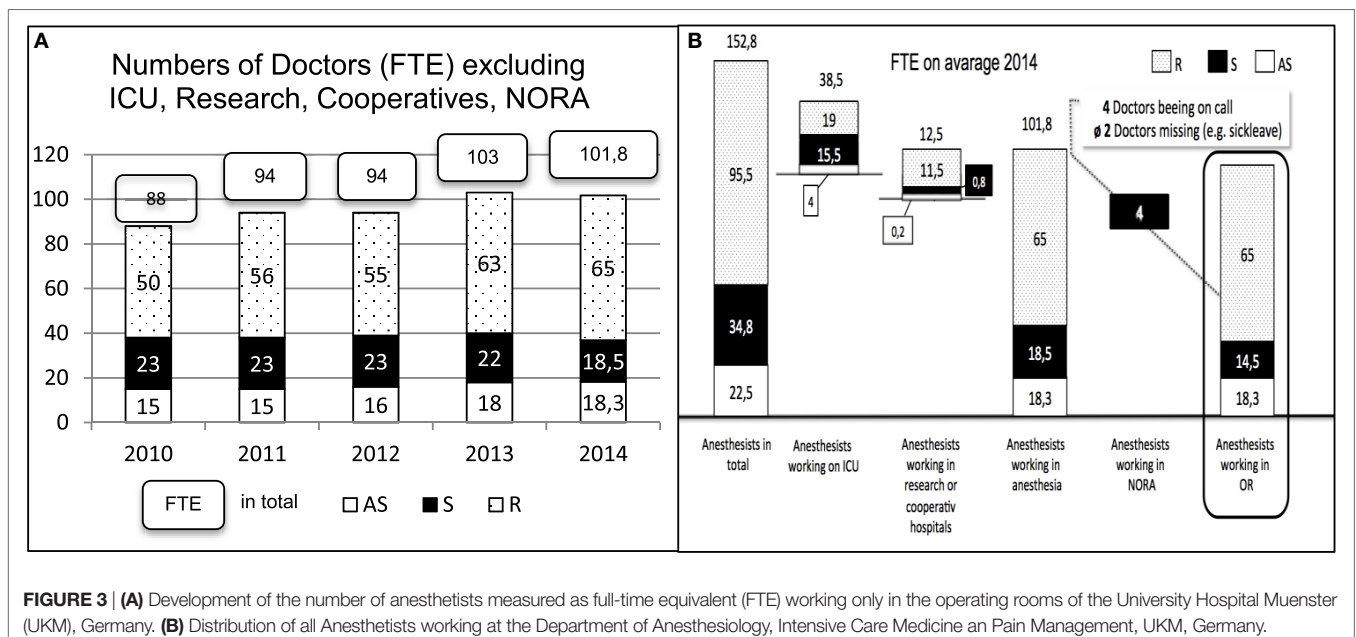 A
Numbers of Doctors (FTE) excluding
ICU, Research, Cooperatives, NORA
120
100
80
60
40
20
0
88
94
94
103
101,8
50
56
55
63
65
23
23
23
22
18,5
15
15
16
18
18,3
2010
2011
2012
2013
2014
FTE
in total
AS
S
R
B
FTE on avarage 2014
R
S
AS
4 Doctors beeing on call
ø 2 Doctors missing (e.g. sickleave)
152,8
95,5
34,8
22,5
38,5
19
15,5
4
12,5
11,5
0,8
0,2
101,8
65
18,5
18,3
4
65
14,5
18,3
Anesthesists in
total
Anesthesists
working on ICU
Anesthesists
working in
research or
cooperativ
hospitals
Anesthesists
working in
anesthesia
Anesthesists
working in
NORA
Anesthesists
working in
OR
FIGURE 3 | (A) Development of the number of anesthetists measured as full-time equivalent (FTE) working only in the operating rooms of the University Hospital Muenster
(UKM), Germany. (B) Distribution of all Anesthetists working at the Department of Anesthesiology, Intensive Care Medicine an Pain Management, UKM, Germany.